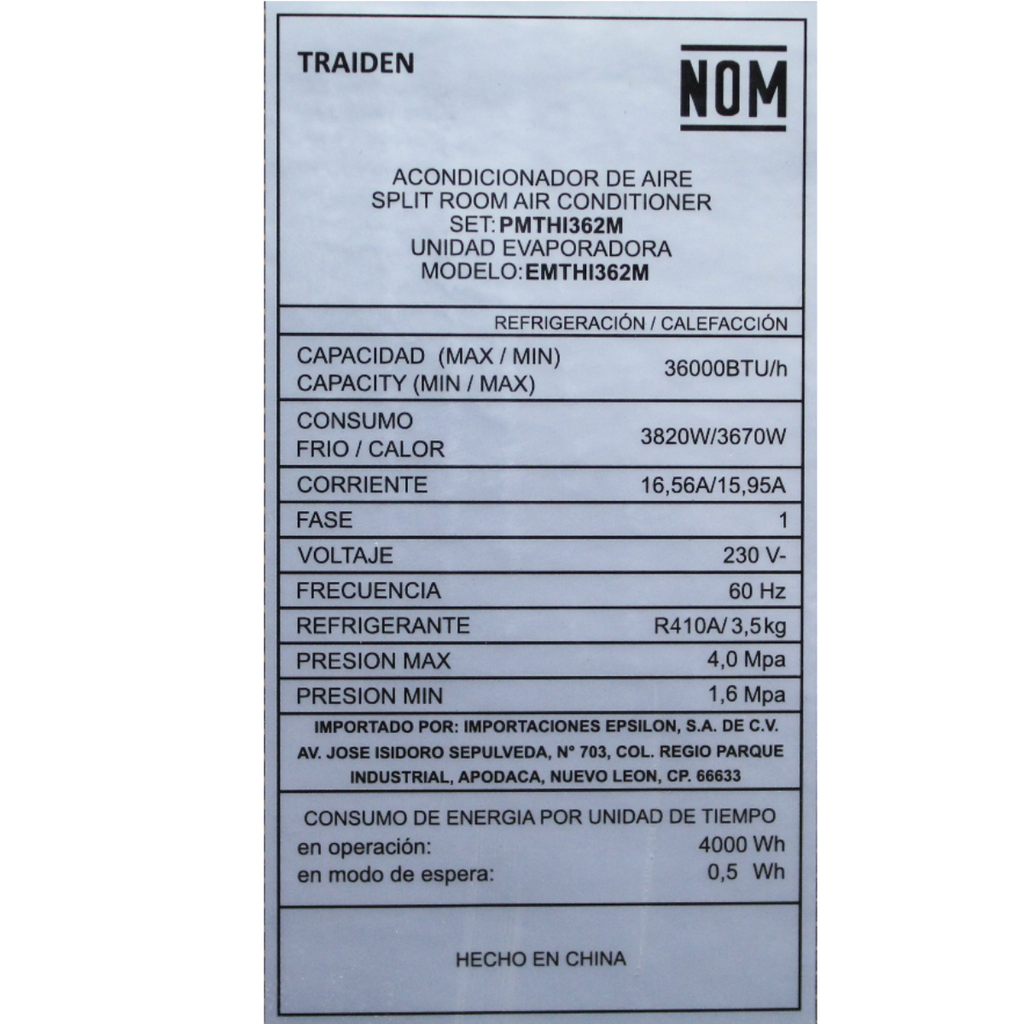 TRAIDEN
NOM
ACONDICIONADOR DE AIRE
SPLIT ROOM AIR CONDITIONER
SET: PMTHI362M
UNIDAD EVAPORADORA
MODELO: EMTHI362M
REFRIGERACIÓN / CALEFACCIÓN
CAPACIDAD (MAX / MIN)
CAPACITY (MIN / MAX)
36000BTU/h
CONSUMO
FRIO / CALOR
3820W/3670W
CORRIENTE 16,56A/15,95A
FASE 1
VOLTAJE 230 V-
FRECUENCIA 60 Hz
REFRIGERANTE R410A/ 3,5kg
PRESION MAX 4,0 Mpa
PRESION MIN 1,6 Mpa
IMPORTADO POR: IMPORTACIONES EPSILON, S.A. DE C.V.
AV. JOSE ISIDORO SEPULVEDA, N° 703, COL. REGIO PARQUE
INDUSTRIAL, APODACA, NUEVO LEON, CP. 66633
CONSUMO DE ENERGIA POR UNIDAD DE TIEMPO
en operación: 4000 Wh
en modo de espera: 0,5 Wh
HECHO EN CHINA